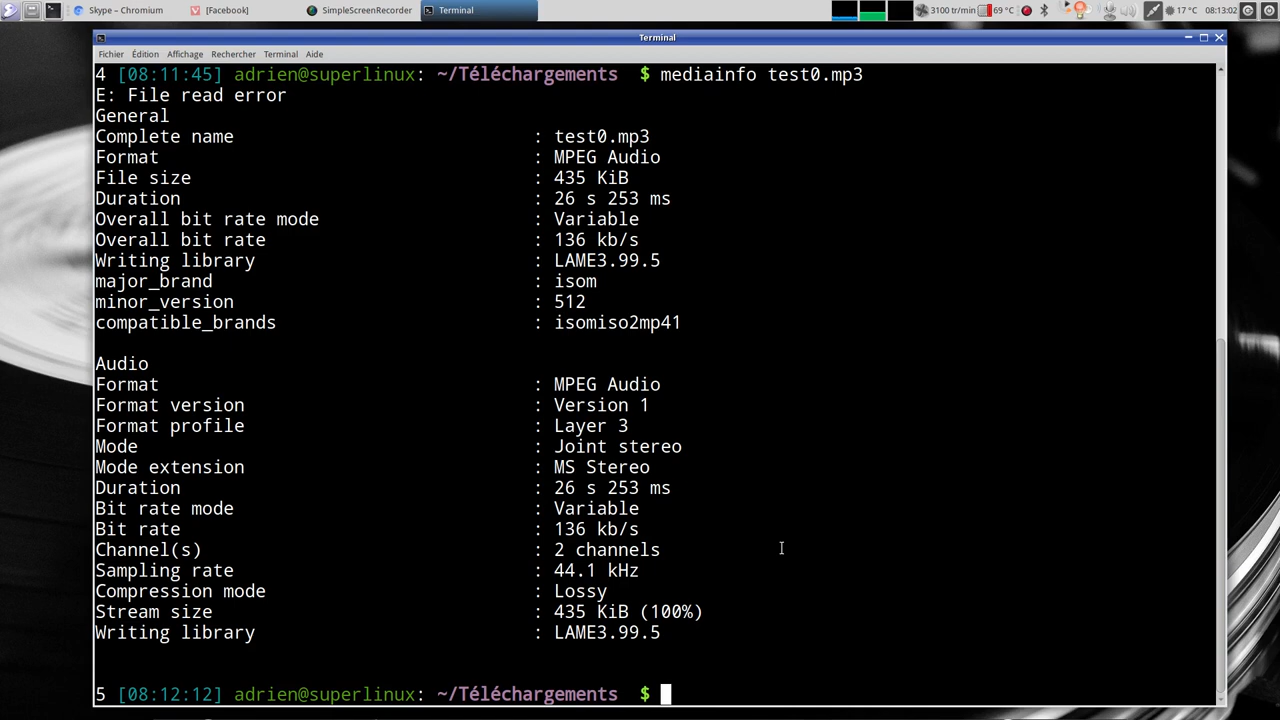 Skype – Chromium
[Facebook]
SimpleScreenRecorder
Terminal
3100 tr/min
69 °C
17 °C
08:13:02
Terminal
Fichier Édition Affichage Rechercher Terminal Aide
4 [08:11:45] adrien@superlinux: ~/Téléchargements $ mediainfo test0.mp3
E: File read error
General
Complete name : test0.mp3
Format : MPEG Audio
File size : 435 KiB
Duration : 26 s 253 ms
Overall bit rate mode : Variable
Overall bit rate : 136 kb/s
Writing library : LAME3.99.5
major_brand : isom
minor_version : 512
compatible_brands : isomiso2mp41
Audio
Format : MPEG Audio
Format version : Version 1
Format profile : Layer 3
Mode : Joint stereo
Mode extension : MS Stereo
Duration : 26 s 253 ms
Bit rate mode : Variable
Bit rate : 136 kb/s
Channel(s) : 2 channels
Sampling rate : 44.1 kHz
Compression mode : Lossy
Stream size : 435 KiB (100%)
Writing library : LAME3.99.5
5 [08:12:12] adrien@superlinux: ~/Téléchargements $